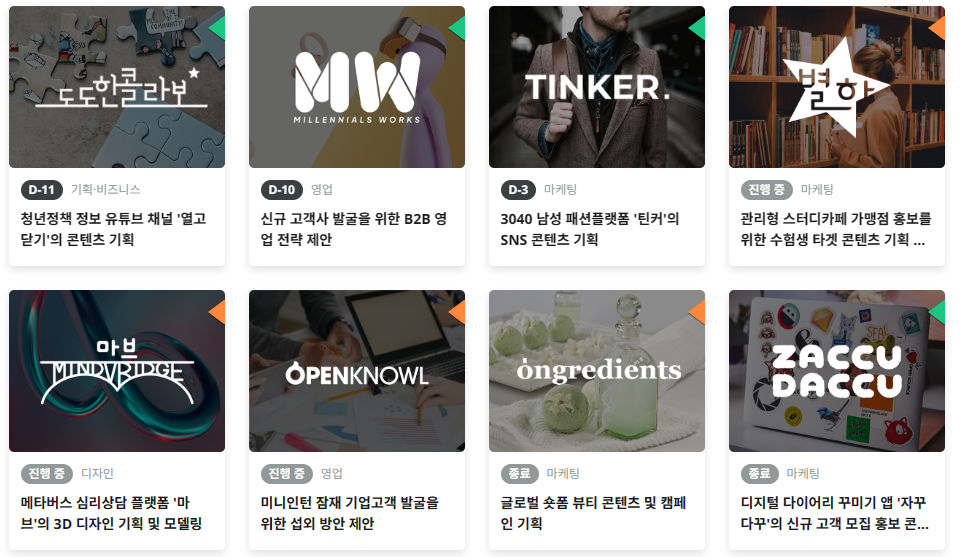 도도한콜라보
MW
MILLENNIALS WORKS
TINKER.
별하
D-11 기획·비즈니스
D-10 영업
D-3 마케팅
진행 중 마케팅
청년정책 정보 유튜브 채널 '열고
닫기'의 콘텐츠 기획
신규 고객사 발굴을 위한 B2B 영
업 전략 제안
3040 남성 패션플랫폼 '틴커'의
SNS 콘텐츠 기획
관리형 스터디카페 가맹점 홍보를
위한 수험생 타겟 콘텐츠 기획 ...
마브
MINDVRIDGE
OPENKNOWL
ongredients
ZACCU
DACCU
진행 중 디자인
진행 중 영업
종료 마케팅
종료 마케팅
메타버스 심리상담 플랫폼 '마
브'의 3D 디자인 기획 및 모델링
미니인턴 잠재 기업고객 발굴을
위한 섭외 방안 제안
글로벌 숏폼 뷰티 콘텐츠 및 캠페
인 기획
디지털 다이어리 꾸미기 앱 '자꾸
다꾸'의 신규 고객 모집 홍보 콘...